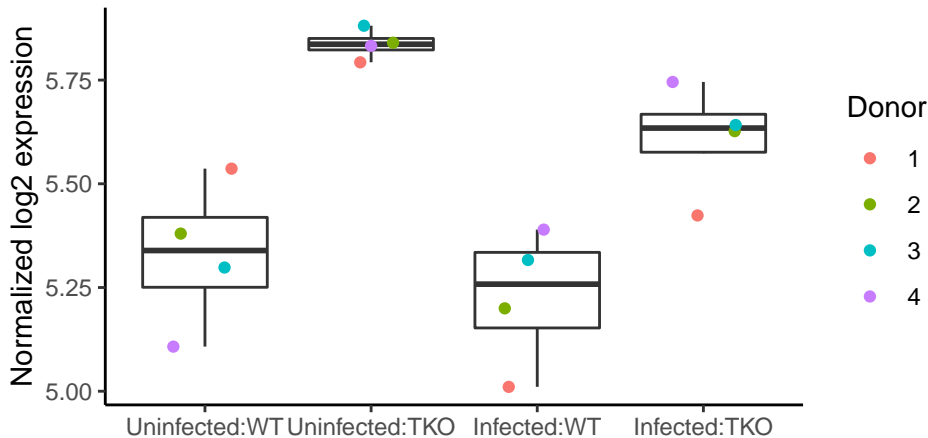 Normalized log2 expression
5.75
5.50
5.25
5.00
Uninfected:WT
Uninfected:TKO
Infected:WT
Infected:TKO
Donor
1
2
3
4